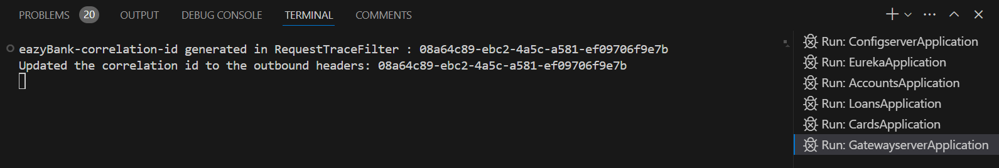 PROBLEMS 20 OUTPUT DEBUG CONSOLE TERMINAL COMMENTS
eazyBank-correlation-id generated in RequestTraceFilter : 08a64c89-ebc2-4a5c-a581-ef09706f9e7b
Updated the correlation id to the outbound headers: 08a64c89-ebc2-4a5c-a581-ef09706f9e7b
Run: ConfigserverApplication
Run: EurekaApplication
Run: AccountsApplication
Run: LoansApplication
Run: CardsApplication
Run: GatewayserverApplication